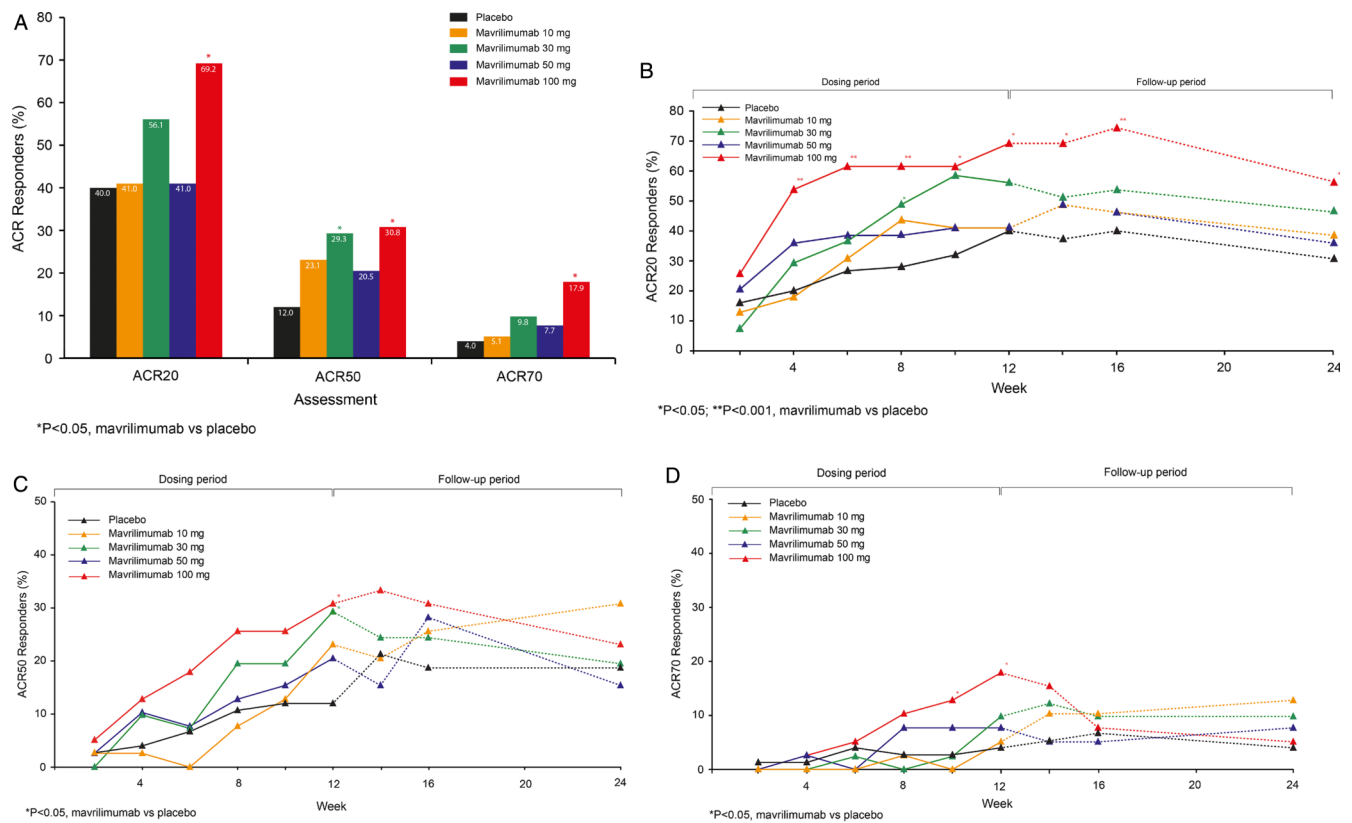 A
80
70
60
50
40
30
20
10
0
ACR Responders (%)
Placebo
Mavrilimumab 10 mg
Mavrilimumab 30 mg
Mavrilimumab 50 mg
Mavrilimumab 100 mg
40.0
41.0
56.1
41.0
*
69.2
12.0
23.1
*
29.3
20.5
*
30.8
4.0
5.1
9.8
7.7
*
17.9
ACR20
ACR50
ACR70
Assessment
*P<0.05, mavrilimumab vs placebo
B
Dosing period
Follow-up period
80
70
60
50
40
30
20
10
0
ACR20 Responders (%)
Placebo
Mavrilimumab 10 mg
Mavrilimumab 30 mg
Mavrilimumab 50 mg
Mavrilimumab 100 mg
**
**
**
*
*
*
*
**
*
4
8
12
16
20
24
Week
*P<0.05; **P<0.001, mavrilimumab vs placebo
C
Dosing period
Follow-up period
50
40
30
20
10
0
ACR50 Responders (%)
Placebo
Mavrilimumab 10 mg
Mavrilimumab 30 mg
Mavrilimumab 50 mg
Mavrilimumab 100 mg
*
*
4
8
12
16
20
24
Week
*P<0.05, mavrilimumab vs placebo
D
Dosing period
Follow-up period
50
40
30
20
10
0
ACR70 Responders (%)
Placebo
Mavrilimumab 10 mg
Mavrilimumab 30 mg
Mavrilimumab 50 mg
Mavrilimumab 100 mg
*
*
4
8
12
16
20
24
Week
*P<0.05, mavrilimumab vs placebo